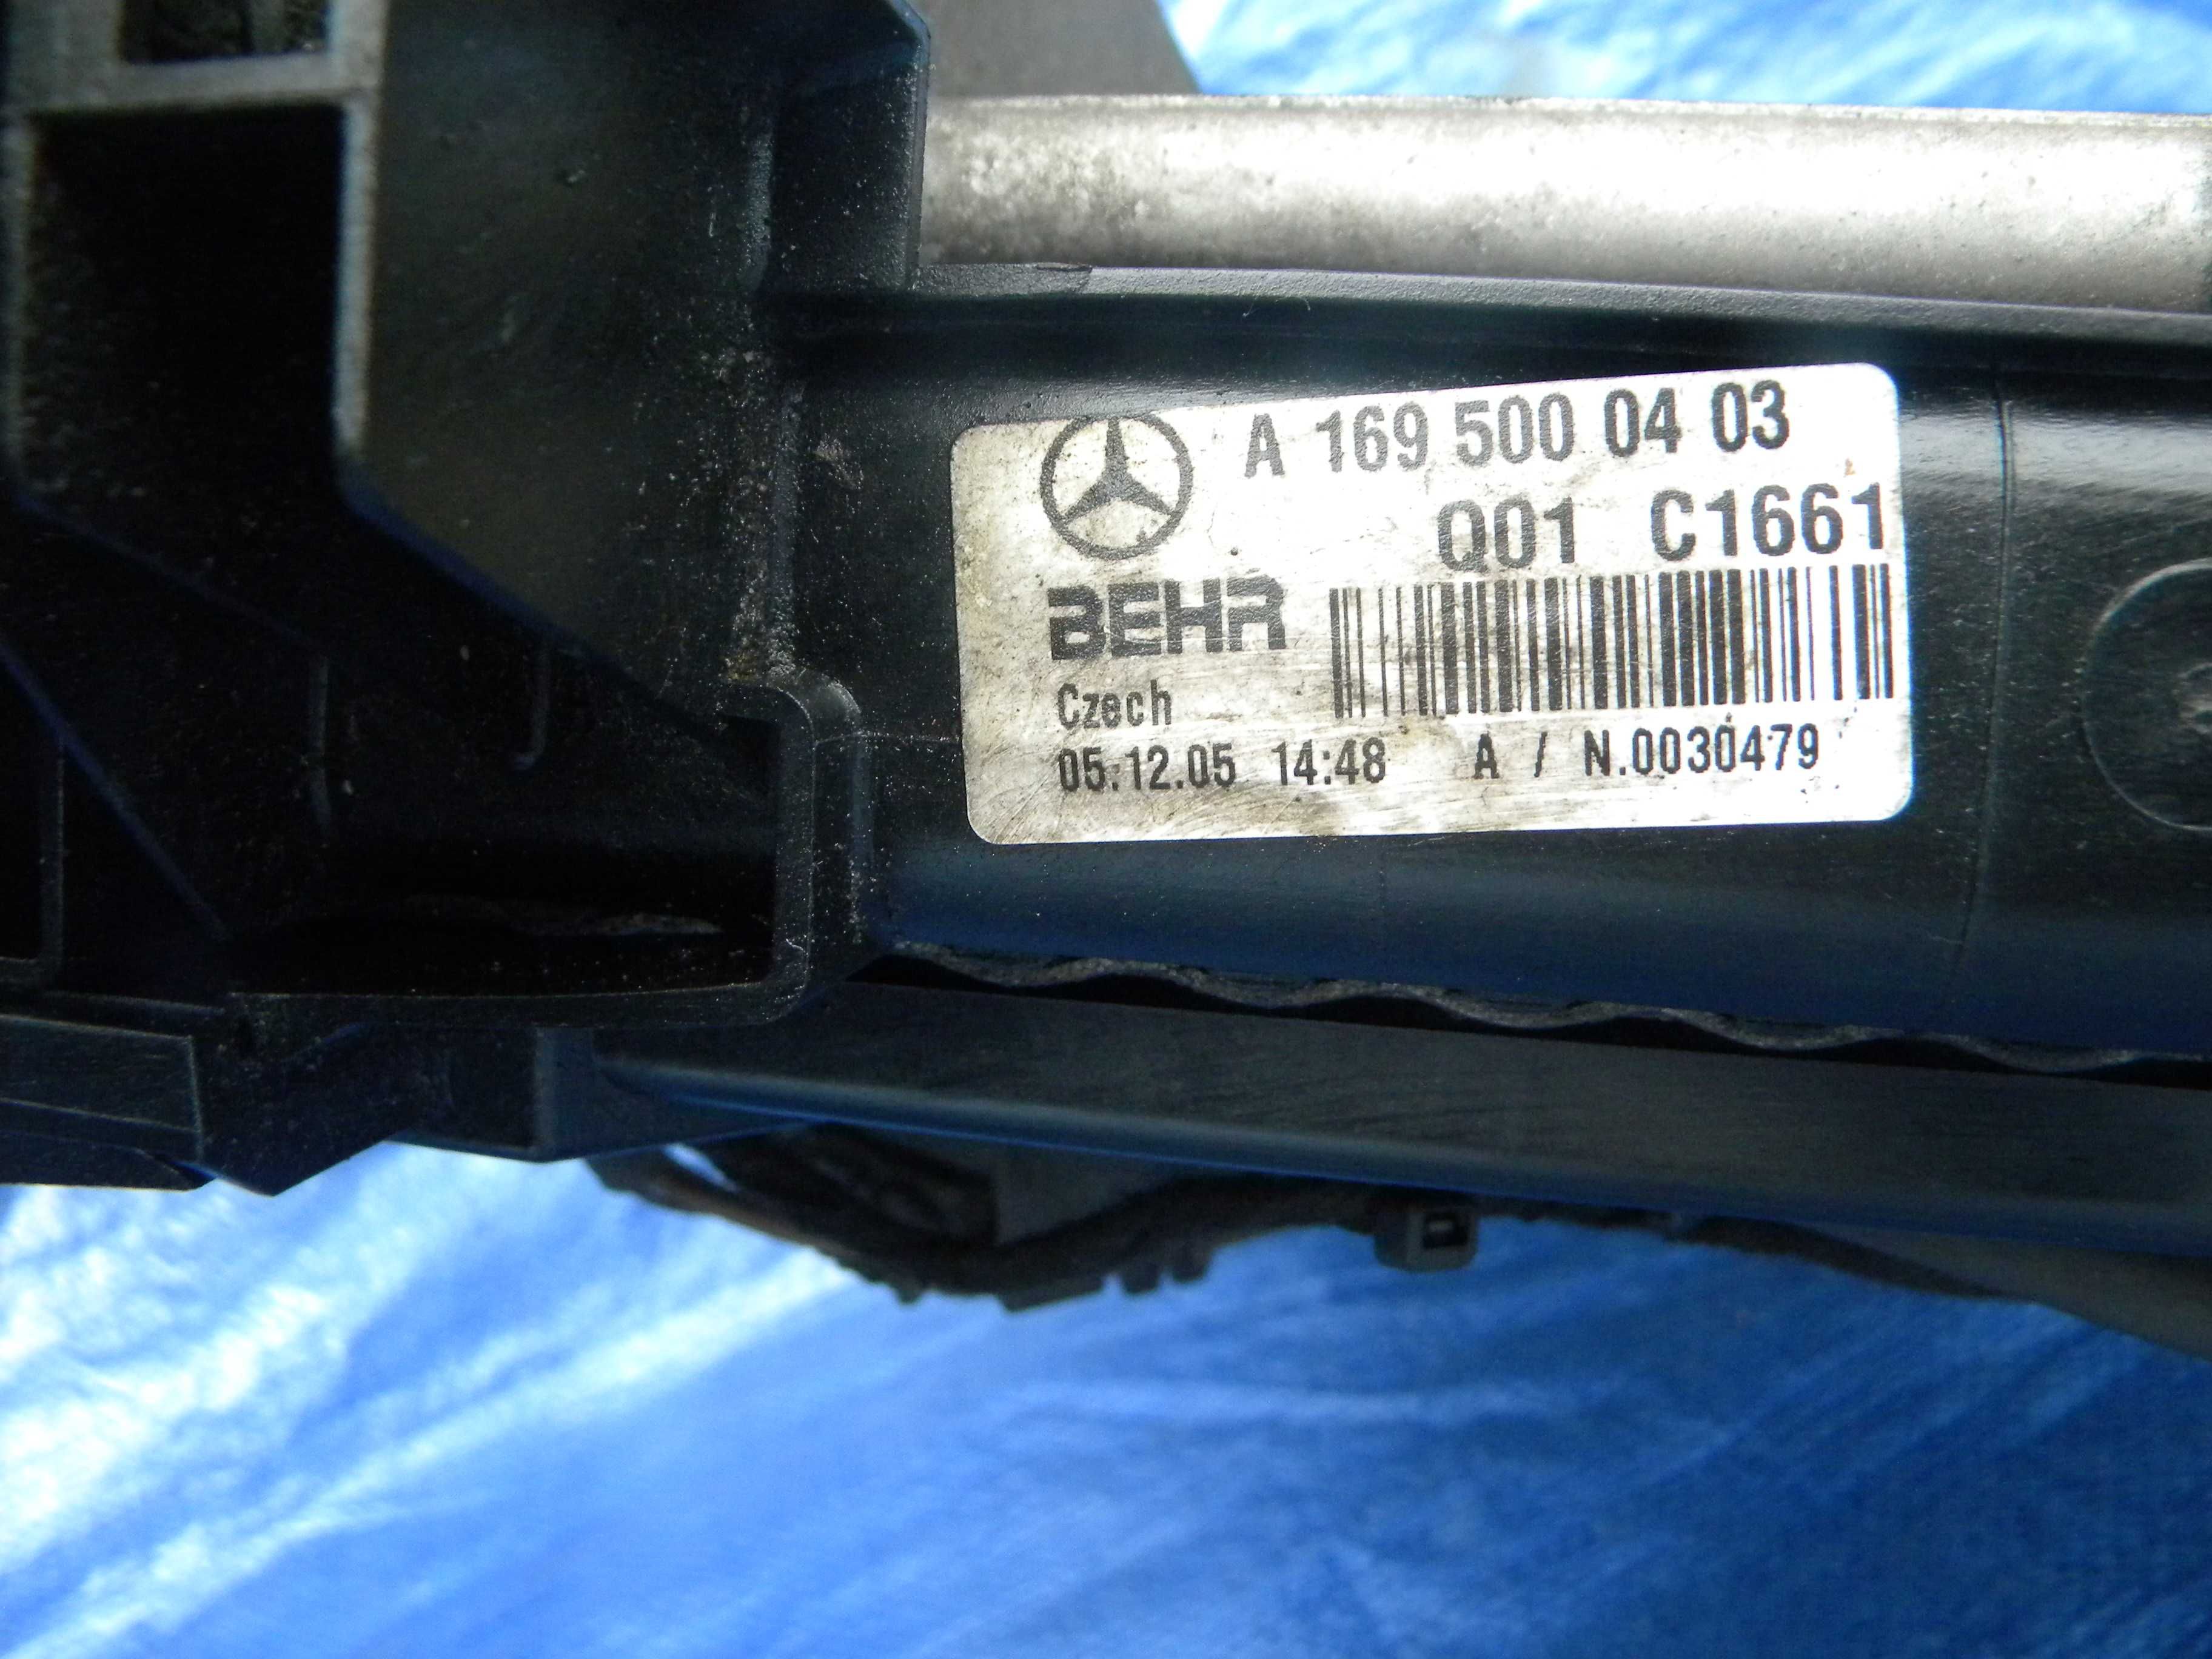 A 169 500 04 03
Q01 C1661
BEHR
Czech
05.12.05 14:48 A / N.0030479